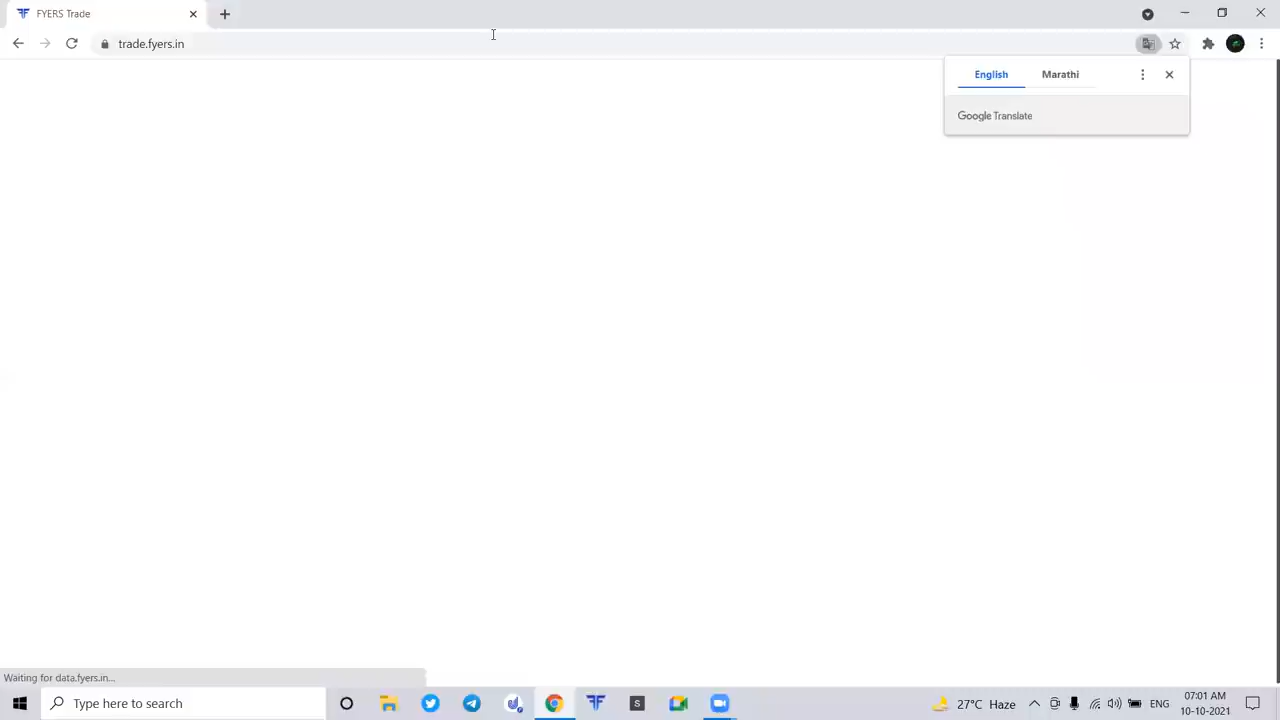 FYERS Trade
trade.fyers.in
English Marathi
Google Translate
Waiting for data.fyers.in...
Type here to search
S
27°C Haze
ENG
07:01 AM
10-10-2021